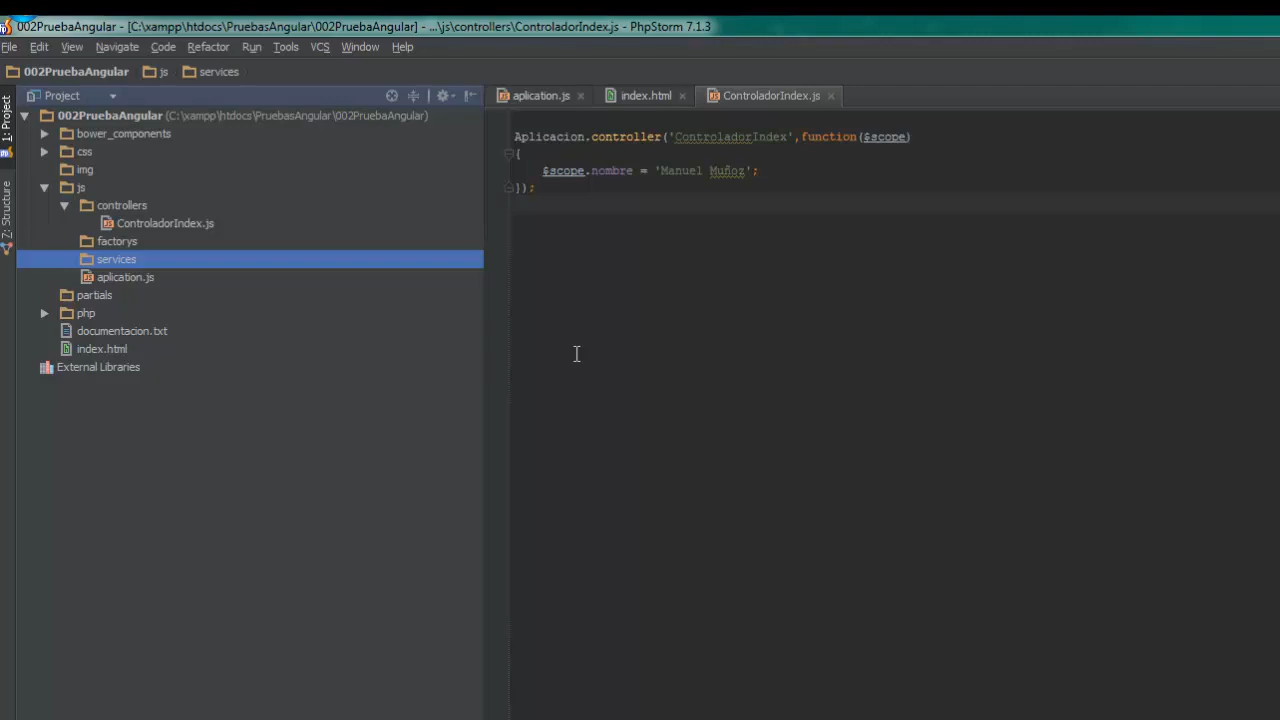 002PruebaAngular - [C:\xampp\htdocs\PruebasAngular\002PruebaAngular] - ...\js\controllers\ControladorIndex.js - PhpStorm 7.1.3
File Edit View Navigate Code Refactor Run Tools VCS Window Help
002PruebaAngular js services
Project
aplication.js index.html ControladorIndex.js
1: Project
Z: Structure
002PruebaAngular (C:\xampp\htdocs\PruebasAngular\002PruebaAngular)
bower_components
css
img
js
controllers
ControladorIndex.js
factorys
services
aplication.js
partials
php
documentacion.txt
index.html
External Libraries
Aplicacion.controller('ControladorIndex',function($scope)
{
$scope.nombre = 'Manuel Muñoz';
});